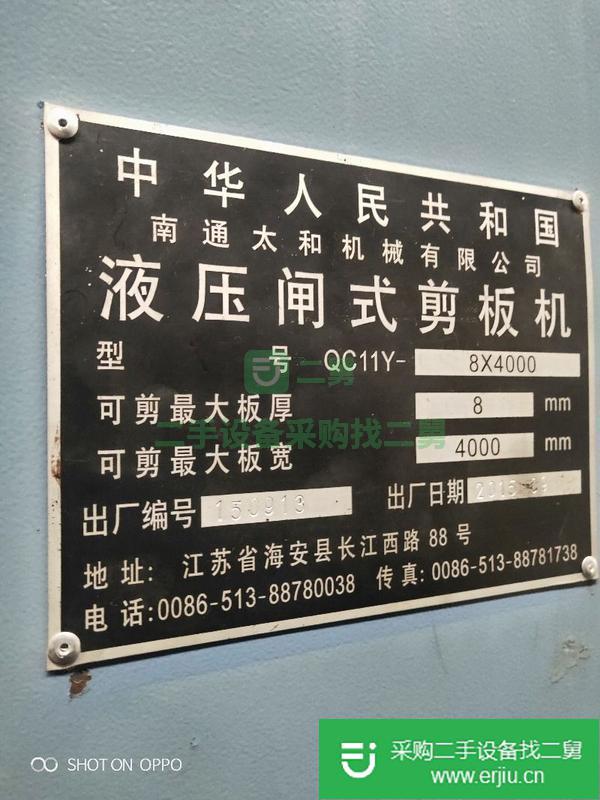 中华人民共和国
南通太和机械有限公司
液压闸式剪板机
型 号 QC11Y- 8X4000
二舅
可剪最大板厚 8 mm
二手设备采购找二舅
可剪最大板宽 4000 mm
出厂编号 150913 出厂日期
地 址: 江苏省海安县长江西路 88 号
电 话:0086-513-88780038 传 真: 0086-513-88781738
SHOT ON OPPO
采购二手设备找二舅
www.erjiu.cn